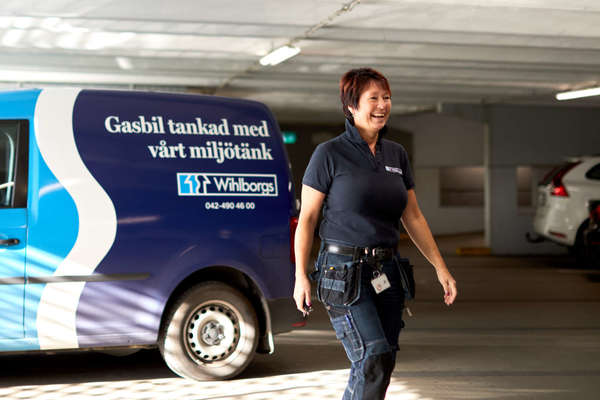 Gasbil tankad med
vårt miljötänk
Wihlborgs
042-490 46 00